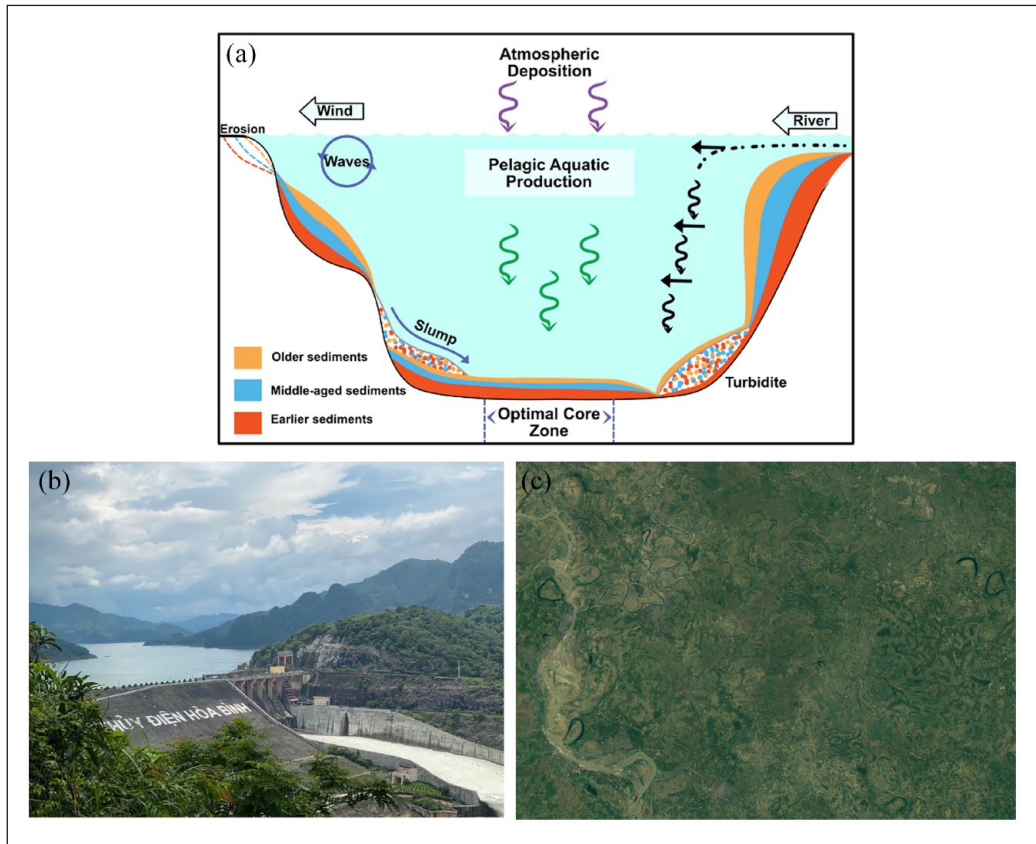 (a)
Atmospheric
Deposition
Wind
River
Erosion
Waves
Pelagic Aquatic
Production
Slump
Older sediments
Middle-aged sediments
Earlier sediments
Turbidite
Optimal Core
Zone
(b)
(c)
HỦY ĐIỆN HÒA BÌNH